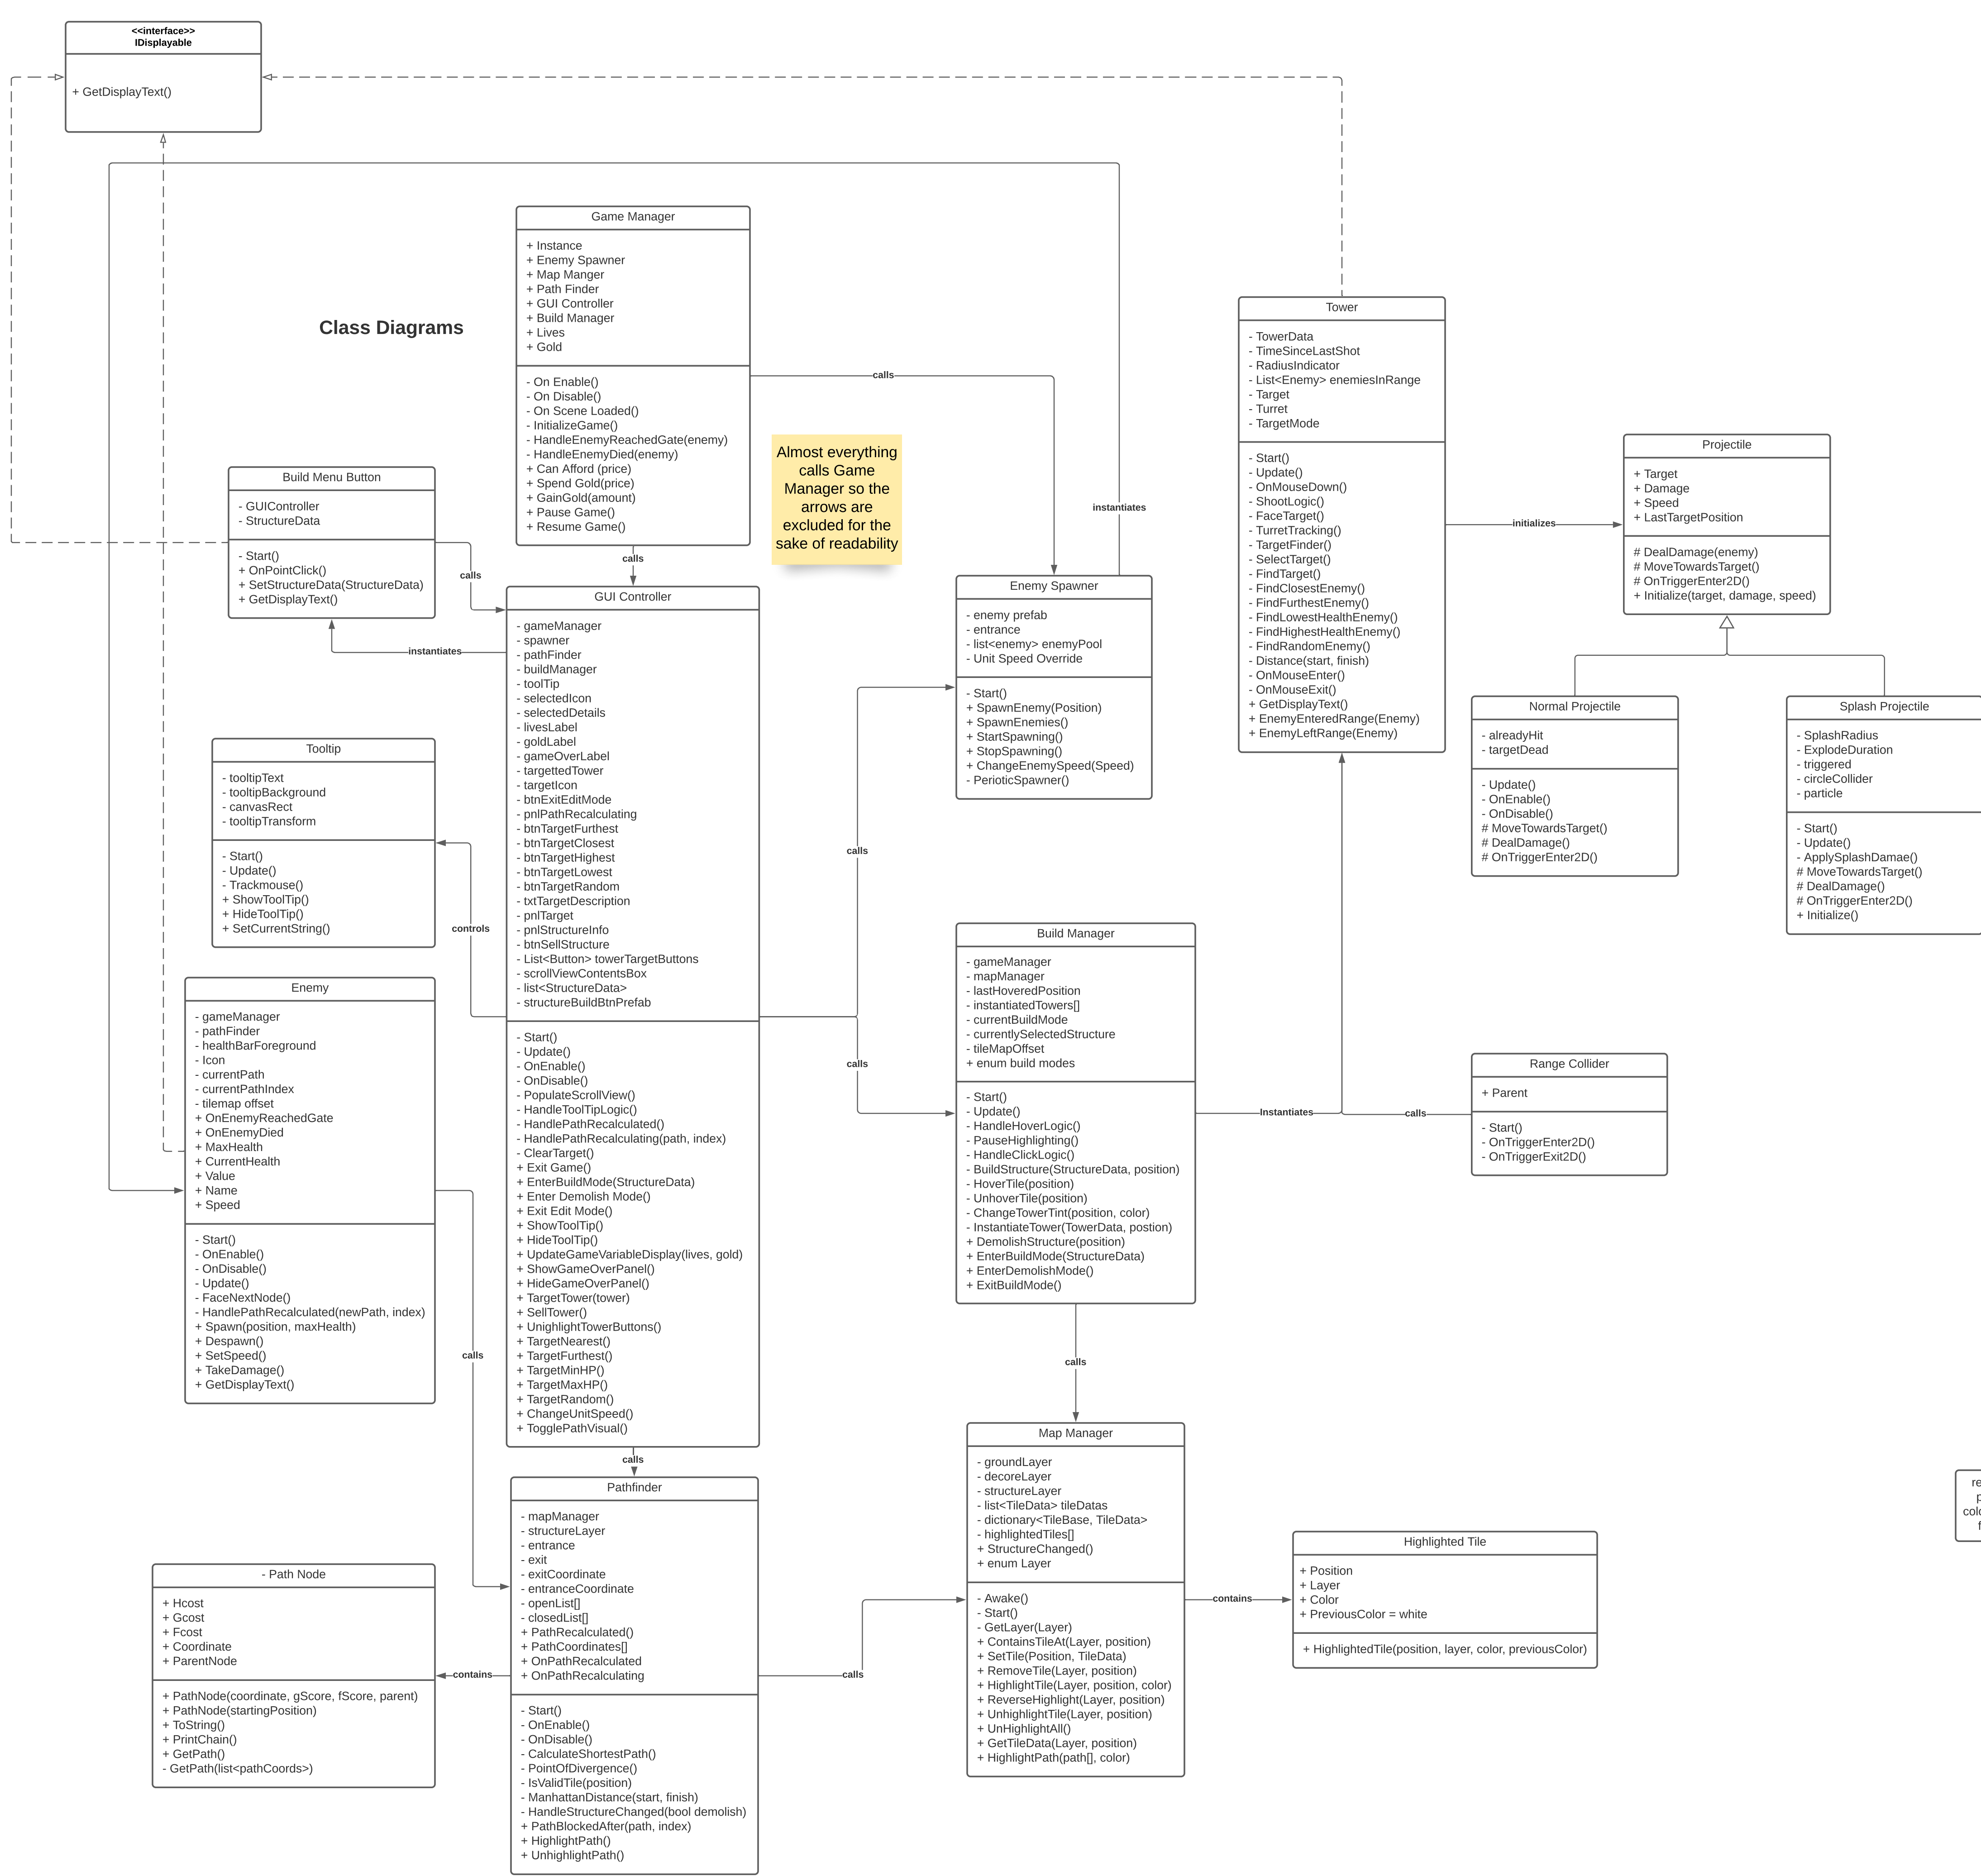 <<interface>>
IDisplayable
+ GetDisplayText()
Class Diagrams
Game Manager
+ Instance
+ Enemy Spawner
+ Map Manger
+ Path Finder
+ GUI Controller
+ Build Manager
+ Lives
+ Gold
- On Enable()
- On Disable()
- On Scene Loaded()
- InitializeGame()
- HandleEnemyReachedGate(enemy)
- HandleEnemyDied(enemy)
+ Can Afford (price)
+ Spend Gold(price)
+ GainGold(amount)
+ Pause Game()
+ Resume Game()
calls
calls
Almost everything
calls Game
Manager so the
arrows are
excluded for the
sake of readability
instantiates
Build Menu Button
- GUIController
- StructureData
- Start()
+ OnPointClick()
+ SetStructureData(StructureData)
+ GetDisplayText()
calls
instantiates
Tooltip
- tooltipText
- tooltipBackground
- canvasRect
- tooltipTransform
- Start()
- Update()
- Trackmouse()
+ ShowToolTip()
+ HideToolTip()
+ SetCurrentString()
controls
Enemy
- gameManager
- pathFinder
- healthBarForeground
- Icon
- currentPath
- currentPathIndex
- tilemap offset
+ OnEnemyReachedGate
+ OnEnemyDied
+ MaxHealth
+ CurrentHealth
+ Value
+ Name
+ Speed
- Start()
- OnEnable()
- OnDisable()
- Update()
- FaceNextNode()
- HandlePathRecalculated(newPath, index)
+ Spawn(position, maxHealth)
+ Despawn()
+ SetSpeed()
+ TakeDamage()
+ GetDisplayText()
calls
GUI Controller
- gameManager
- spawner
- pathFinder
- buildManager
- toolTip
- selectedIcon
- selectedDetails
- livesLabel
- goldLabel
- gameOverLabel
- targettedTower
- targetIcon
- btnExitEditMode
- pnlPathRecalculating
- btnTargetFurthest
- btnTargetClosest
- btnTargetHighest
- btnTargetLowest
- btnTargetRandom
- txtTargetDescription
- pnlTarget
- pnlStructureInfo
- btnSellStructure
- List<Button> towerTargetButtons
- scrollViewContentsBox
- list<StructureData>
- structureBuildBtnPrefab
- Start()
- Update()
- OnEnable()
- OnDisable()
- PopulateScrollView()
- HandleToolTipLogic()
- HandlePathRecalculated()
- HandlePathRecalculating(path, index)
- ClearTarget()
+ Exit Game()
+ EnterBuildMode(StructureData)
+ Enter Demolish Mode()
+ Exit Edit Mode()
+ ShowToolTip()
+ HideToolTip()
+ UpdateGameVariableDisplay(lives, gold)
+ ShowGameOverPanel()
+ HideGameOverPanel()
+ TargetTower(tower)
+ SellTower()
+ UnighlightTowerButtons()
+ TargetNearest()
+ TargetFurthest()
+ TargetMinHP()
+ TargetMaxHP()
+ TargetRandom()
+ ChangeUnitSpeed()
+ TogglePathVisual()
calls
calls
calls
Enemy Spawner
- enemy prefab
- entrance
- list<enemy> enemyPool
- Unit Speed Override
- Start()
+ SpawnEnemy(Position)
+ SpawnEnemies()
+ StartSpawning()
+ StopSpawning()
+ ChangeEnemySpeed(Speed)
- PerioticSpawner()
Build Manager
- gameManager
- mapManager
- lastHoveredPosition
- instantiatedTowers[]
- currentBuildMode
- currentlySelectedStructure
- tileMapOffset
+ enum build modes
- Start()
- Update()
- HandleHoverLogic()
- PauseHighlighting()
- HandleClickLogic()
- BuildStructure(StructureData, position)
- HoverTile(position)
- UnhoverTile(position)
- ChangeTowerTint(position, color)
- InstantiateTower(TowerData, postion)
+ DemolishStructure(position)
+ EnterBuildMode(StructureData)
+ EnterDemolishMode()
+ ExitBuildMode()
Instantiates
calls
Tower
- TowerData
- TimeSinceLastShot
- RadiusIndicator
- List<Enemy> enemiesInRange
- Target
- Turret
- TargetMode
- Start()
- Update()
- OnMouseDown()
- ShootLogic()
- FaceTarget()
- TurretTracking()
- TargetFinder()
- SelectTarget()
- FindTarget()
- FindClosestEnemy()
- FindFurthestEnemy()
- FindLowestHealthEnemy()
- FindHighestHealthEnemy()
- FindRandomEnemy()
- Distance(start, finish)
- OnMouseEnter()
- OnMouseExit()
+ GetDisplayText()
+ EnemyEnteredRange(Enemy)
+ EnemyLeftRange(Enemy)
initializes
Projectile
+ Target
+ Damage
+ Speed
+ LastTargetPosition
# DealDamage(enemy)
# MoveTowardsTarget()
# OnTriggerEnter2D()
+ Initialize(target, damage, speed)
Normal Projectile
- alreadyHit
- targetDead
- Update()
- OnEnable()
- OnDisable()
# MoveTowardsTarget()
# DealDamage()
# OnTriggerEnter2D()
Splash Projectile
- SplashRadius
- ExplodeDuration
- triggered
- circleCollider
- particle
- Start()
- Update()
- ApplySplashDamae()
# MoveTowardsTarget()
# DealDamage()
# OnTriggerEnter2D()
+ Initialize()
Range Collider
+ Parent
- Start()
- OnTriggerEnter2D()
- OnTriggerExit2D()
calls
Pathfinder
- mapManager
- structureLayer
- entrance
- exit
- exitCoordinate
- entranceCoordinate
- openList[]
- closedList[]
+ PathRecalculated()
+ PathCoordinates[]
+ OnPathRecalculated
+ OnPathRecalculating
- Start()
- OnEnable()
- OnDisable()
- CalculateShortestPath()
- PointOfDivergence()
- IsValidTile(position)
- ManhattanDistance(start, finish)
- HandleStructureChanged(bool demolish)
+ PathBlockedAfter(path, index)
+ HighlightPath()
+ UnhighlightPath()
contains
calls
- Path Node
+ Hcost
+ Gcost
+ Fcost
+ Coordinate
+ ParentNode
+ PathNode(coordinate, gScore, fScore, parent)
+ PathNode(startingPosition)
+ ToString()
+ PrintChain()
+ GetPath()
- GetPath(list<pathCoords>)
Map Manager
- groundLayer
- decoreLayer
- structureLayer
- list<TileData> tileDatas
- dictionary<TileBase, TileData>
- highlightedTiles[]
+ StructureChanged()
+ enum Layer
- Awake()
- Start()
- GetLayer(Layer)
+ ContainsTileAt(Layer, position)
+ SetTile(Position, TileData)
+ RemoveTile(Layer, position)
+ HighlightTile(Layer, position, color)
+ ReverseHighlight(Layer, position)
+ UnhighlightTile(Layer, position)
+ UnHighlightAll()
+ GetTileData(Layer, position)
+ HighlightPath(path[], color)
contains
Highlighted Tile
+ Position
+ Layer
+ Color
+ PreviousColor = white
+ HighlightedTile(position, layer, color, previousColor)